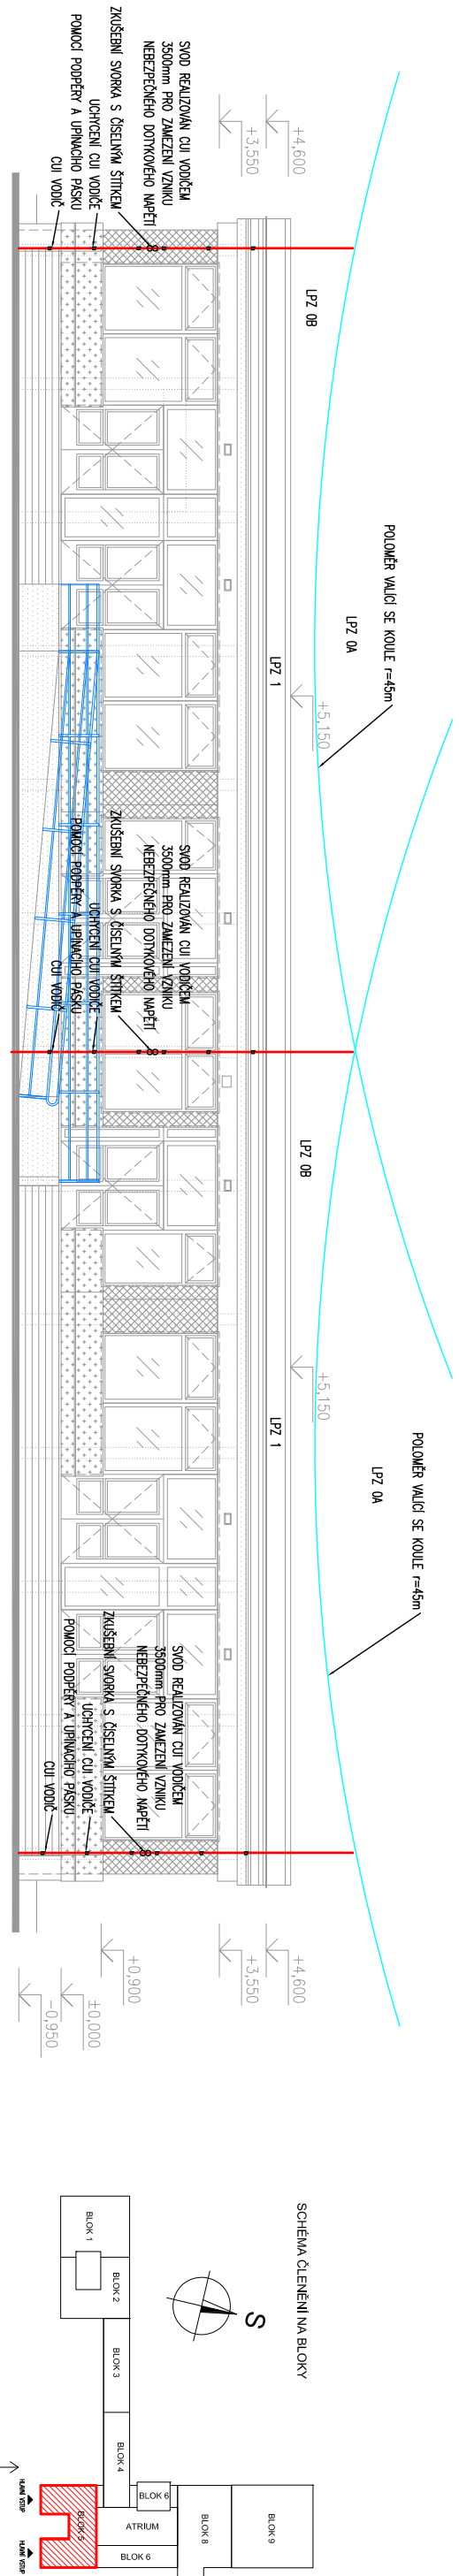 POLOMĚR VALÍCÍ SE KOULE r=45m
POLOMĚR VALÍCÍ SE KOULE r=45m
LPZ 0A
LPZ 0A
LPZ 0B
LPZ 0B
LPZ 1
LPZ 1
+5,150
+5,150
+4,600
+3,550
SVOD REALIZOVÁN CUI VODIČEM
3500mm PRO ZAMEZENÍ VZNIKU
NEBEZPEČNÉHO DOTYKOVÉHO NAPĚTÍ
ZKUŠEBNÍ SVORKA S ČÍSELNÝM ŠTÍTKEM
UCHYCENÍ CUI VODIČE
POMOCÍ PODPĚRY A UPÍNACÍHO PÁSKU
CUI VODIČ
SVOD REALIZOVÁN CUI VODIČEM
3500mm PRO ZAMEZENÍ VZNIKU
NEBEZPEČNÉHO DOTYKOVÉHO NAPĚTÍ
ZKUŠEBNÍ SVORKA S ČÍSELNÝM ŠTÍTKEM
UCHYCENÍ CUI VODIČE
POMOCÍ PODPĚRY A UPÍNACÍHO PÁSKU
CUI VODIČ
SVOD REALIZOVÁN CUI VODIČEM
3500mm PRO ZAMEZENÍ VZNIKU
NEBEZPEČNÉHO DOTYKOVÉHO NAPĚTÍ
ZKUŠEBNÍ SVORKA S ČÍSELNÝM ŠTÍTKEM
UCHYCENÍ CUI VODIČE
POMOCÍ PODPĚRY A UPÍNACÍHO PÁSKU
CUI VODIČ
+4,600
+3,550
+0,900
±0,000
-0,950
SCHÉMA ČLENĚNÍ NA BLOKY
S
BLOK 1
BLOK 2
BLOK 3
BLOK 4
BLOK 5
BLOK 6
ATRIUM
BLOK 6
BLOK 8
BLOK 9
HLAVNÍ VSTUP
HLAVNÍ VSTUP